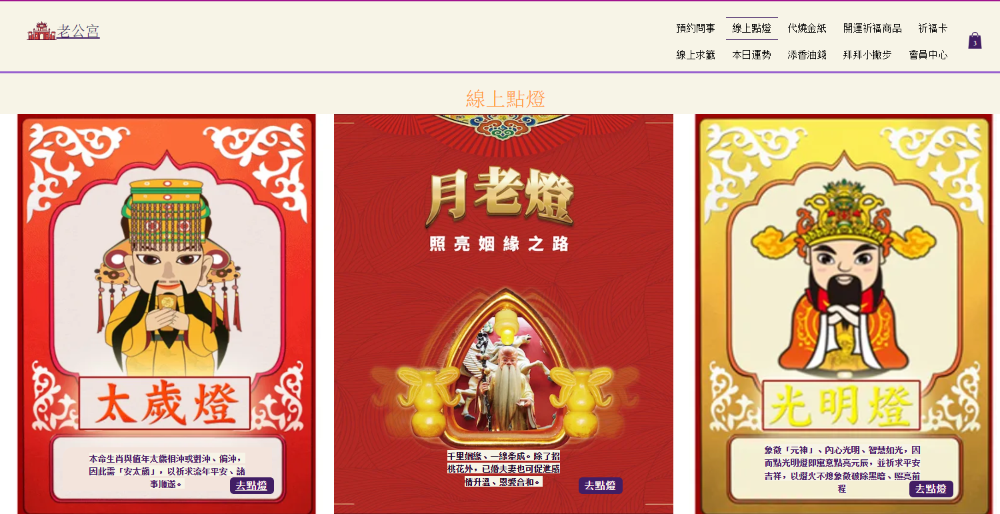 老公宮
預約問事
線上點燈
代燒金紙
開運祈福商品
祈福卡
3
線上求籤
本日運勢
添香油錢
拜拜小撇步
會員中心
線上點燈
太歲燈
本命生肖與值年太歲相沖或對沖、偏沖，
因此需「安太歲」，以祈求流年平安、諸
事順遂。
去點燈
月老燈
照亮姻緣之路
千里姻緣、一線牽成。除了招
桃花外，已婚夫妻也可促進感
情升溫、恩愛合和。
去點燈
光明燈
象徵「元神」、內心光明、智慧如光，因
而點光明燈即寓意點亮元辰，並祈求平安
吉祥，以燈火不熄象徵破除黑暗、照亮前
程
去點燈